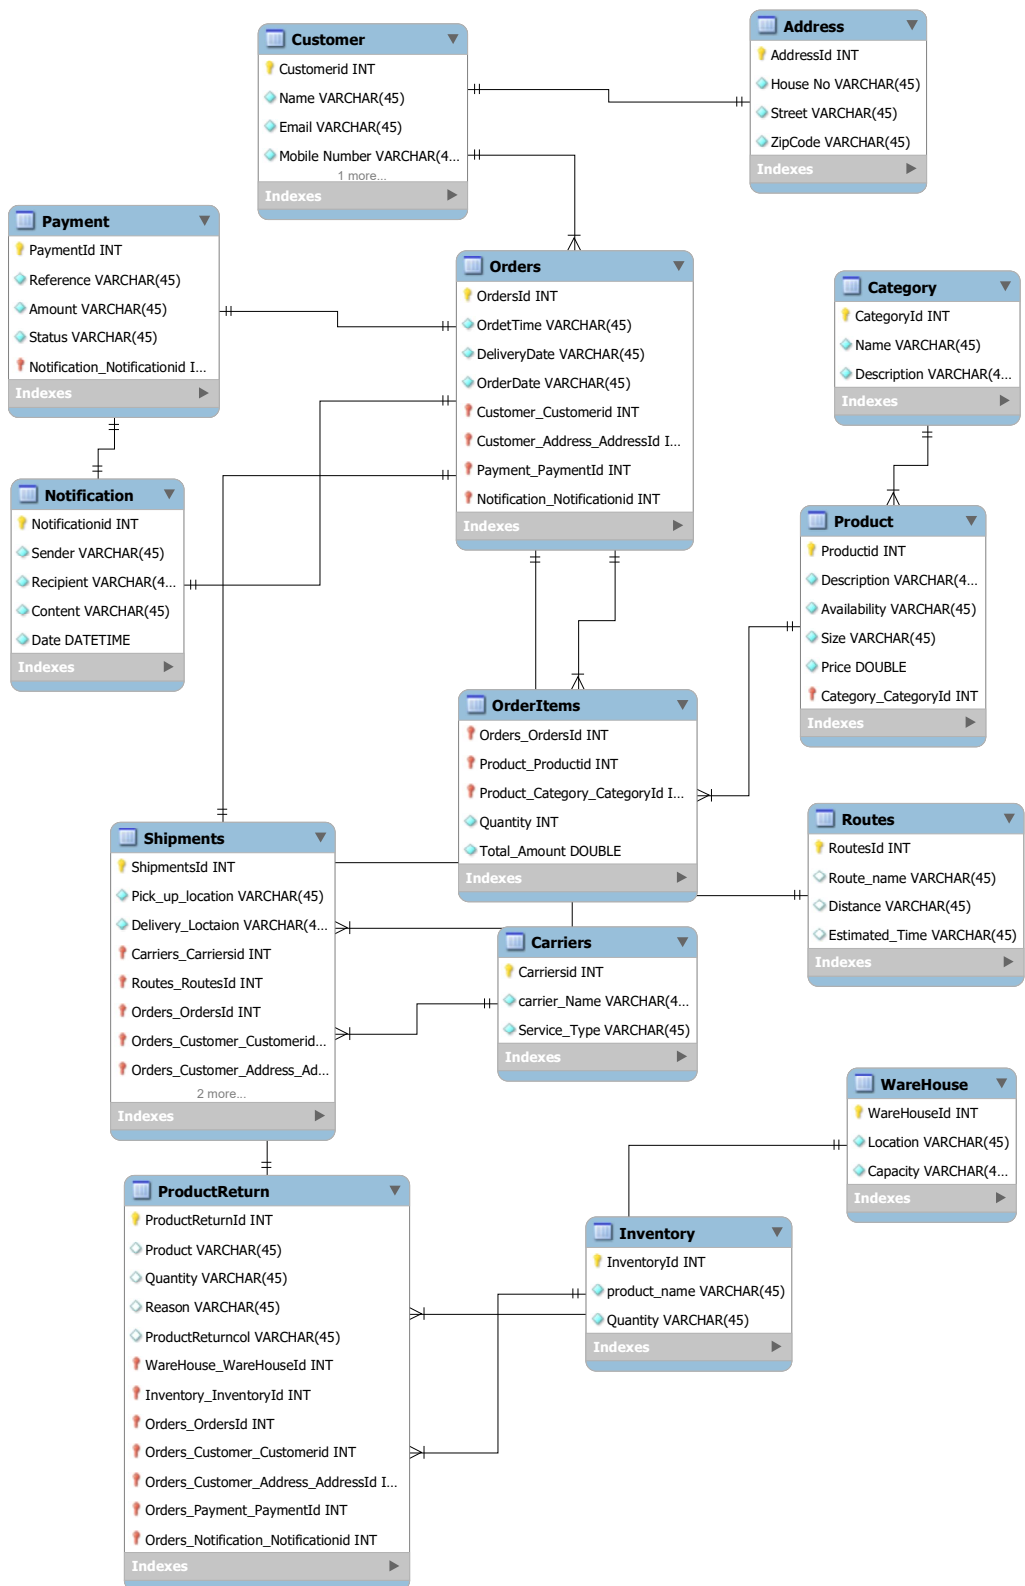 Customer
Customerid INT
Name VARCHAR(45)
Email VARCHAR(45)
Mobile Number VARCHAR(4...
1 more...
Indexes
Address
AddressId INT
House No VARCHAR(45)
Street VARCHAR(45)
ZipCode VARCHAR(45)
Indexes
Payment
PaymentId INT
Reference VARCHAR(45)
Amount VARCHAR(45)
Status VARCHAR(45)
Notification_Notificationid I...
Indexes
Orders
OrdersId INT
OrdetTime VARCHAR(45)
DeliveryDate VARCHAR(45)
OrderDate VARCHAR(45)
Customer_Customerid INT
Customer_Address_AddressId I...
Payment_PaymentId INT
Notification_Notificationid INT
Indexes
Category
CategoryId INT
Name VARCHAR(45)
Description VARCHAR(4...
Indexes
Notification
Notificationid INT
Sender VARCHAR(45)
Recipient VARCHAR(4...
Content VARCHAR(45)
Date DATETIME
Indexes
Product
Productid INT
Description VARCHAR(4...
Availability VARCHAR(45)
Size VARCHAR(45)
Price DOUBLE
Category_CategoryId INT
Indexes
OrderItems
Orders_OrdersId INT
Product_Productid INT
Product_Category_CategoryId I...
Quantity INT
Total_Amount DOUBLE
Indexes
Routes
RoutesId INT
Route_name VARCHAR(45)
Distance VARCHAR(45)
Estimated_Time VARCHAR(45)
Indexes
Shipments
ShipmentsId INT
Pick_up_location VARCHAR(45)
Delivery_Loctaion VARCHAR(4...
Carriers_Carriersid INT
Routes_RoutesId INT
Orders_OrdersId INT
Orders_Customer_Customerid...
Orders_Customer_Address_Ad...
2 more...
Indexes
Carriers
Carriersid INT
carrier_Name VARCHAR(4...
Service_Type VARCHAR(45)
Indexes
WareHouse
WareHouseId INT
Location VARCHAR(45)
Capacity VARCHAR(4...
Indexes
ProductReturn
ProductReturnId INT
Product VARCHAR(45)
Quantity VARCHAR(45)
Reason VARCHAR(45)
ProductReturncol VARCHAR(45)
WareHouse_WareHouseId INT
Inventory_InventoryId INT
Orders_OrdersId INT
Orders_Customer_Customerid INT
Orders_Customer_Address_AddressId I...
Orders_Payment_PaymentId INT
Orders_Notification_Notificationid INT
Indexes
Inventory
InventoryId INT
product_name VARCHAR(45)
Quantity VARCHAR(45)
Indexes